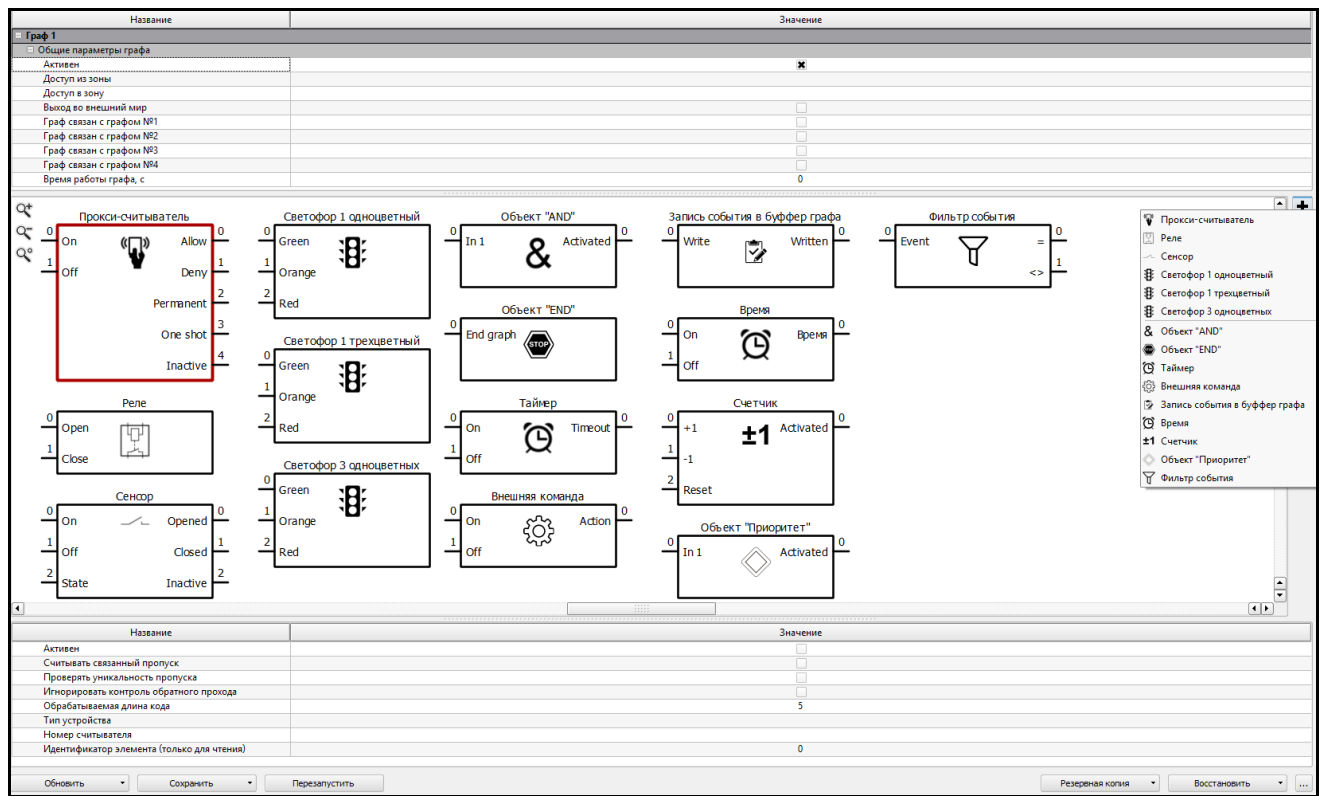 Название Значение
Граф 1
Общие параметры графа
Активен
Доступ из зоны
Доступ в зону
Выход во внешний мир
Граф связан с графом №1
Граф связан с графом №2
Граф связан с графом №3
Граф связан с графом №4
Время работы графа, с 0
Прокси-считыватель
0 On Allow 0
1 Off Deny 1
Permanent 2
One shot 3
Inactive 4
Реле
0 Open
1 Close
Сенсор
0 On Opened 0
1 Off Closed 1
2 State Inactive 2
Светофор 1 одноцветный
0 Green
1 Orange
2 Red
Светофор 1 трехцветный
0 Green
1 Orange
2 Red
Светофор 3 одноцветных
0 Green
1 Orange
2 Red
Объект "AND"
0 In 1 & Activated 0
Объект "END"
0 End graph STOP
Таймер
0 On Timeout 0
1 Off
Внешняя команда
0 On Action 0
1 Off
Запись события в буффер графа
0 Write Written 0
Время
0 On Время 0
1 Off
Счетчик
0 +1 ±1 Activated 0
1 -1
2 Reset
Объект "Приоритет"
0 In 1 Activated 0
Фильтр события
0 Event = 0
<> 1
Прокси-считыватель
Реле
Сенсор
Светофор 1 одноцветный
Светофор 1 трехцветный
Светофор 3 одноцветных
& Объект "AND"
Объект "END"
Таймер
Внешняя команда
Запись события в буффер графа
Время
±1 Счетчик
Объект "Приоритет"
Фильтр события
Название Значение
Активен
Считывать связанный пропуск
Проверять уникальность пропуска
Игнорировать контроль обратного прохода
Обрабатываемая длина кода 5
Тип устройства
Номер считывателя
Идентификатор элемента (только для чтения) 0
Обновить Сохранить Перезапустить Резервная копия Восстановить ...